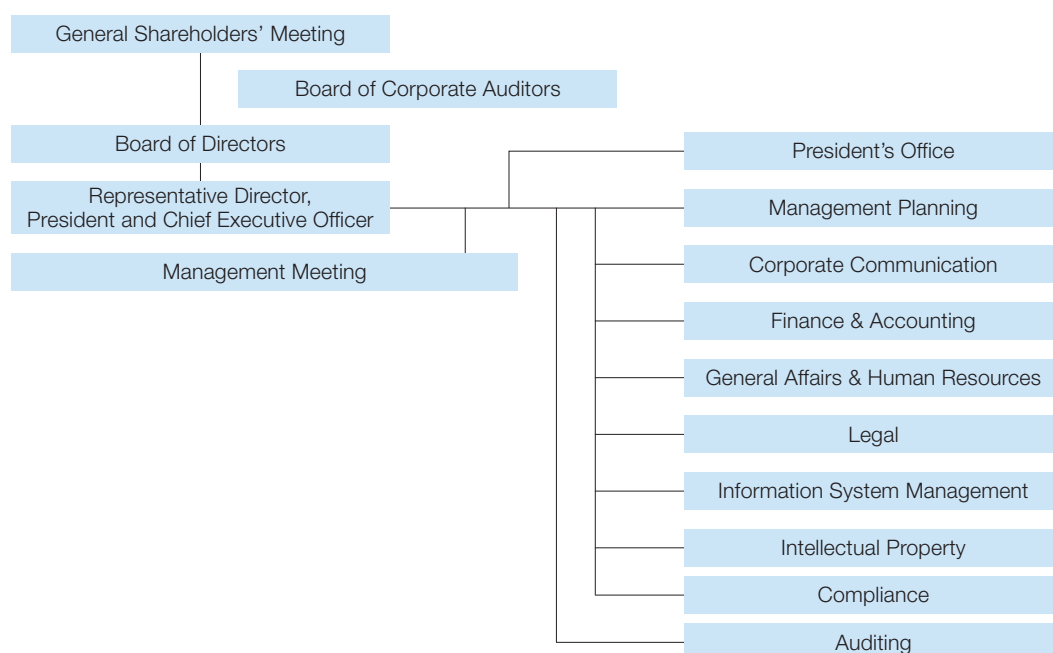 General Shareholders’ Meeting
Board of Corporate Auditors
Board of Directors
Representative Director,
President and Chief Executive Officer
Management Meeting
President’s Office
Management Planning
Corporate Communication
Finance & Accounting
General Affairs & Human Resources
Legal
Information System Management
Intellectual Property
Compliance
Auditing